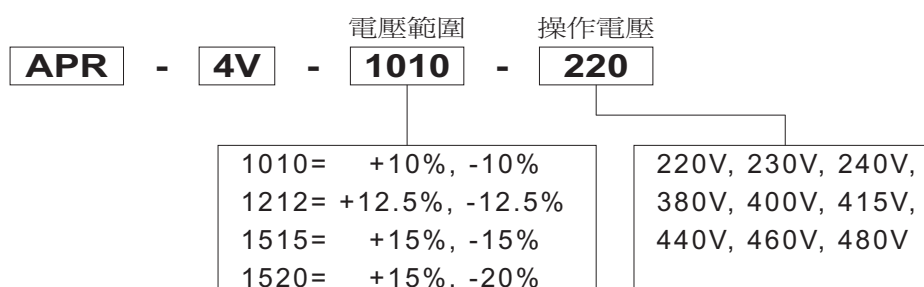 電壓範圍 操作電壓
APR - 4V - 1010 - 220
1010= +10%, -10%
1212= +12.5%, -12.5%
1515= +15%, -15%
1520= +15%, -20%
220V, 230V, 240V,
380V, 400V, 415V,
440V, 460V, 480V